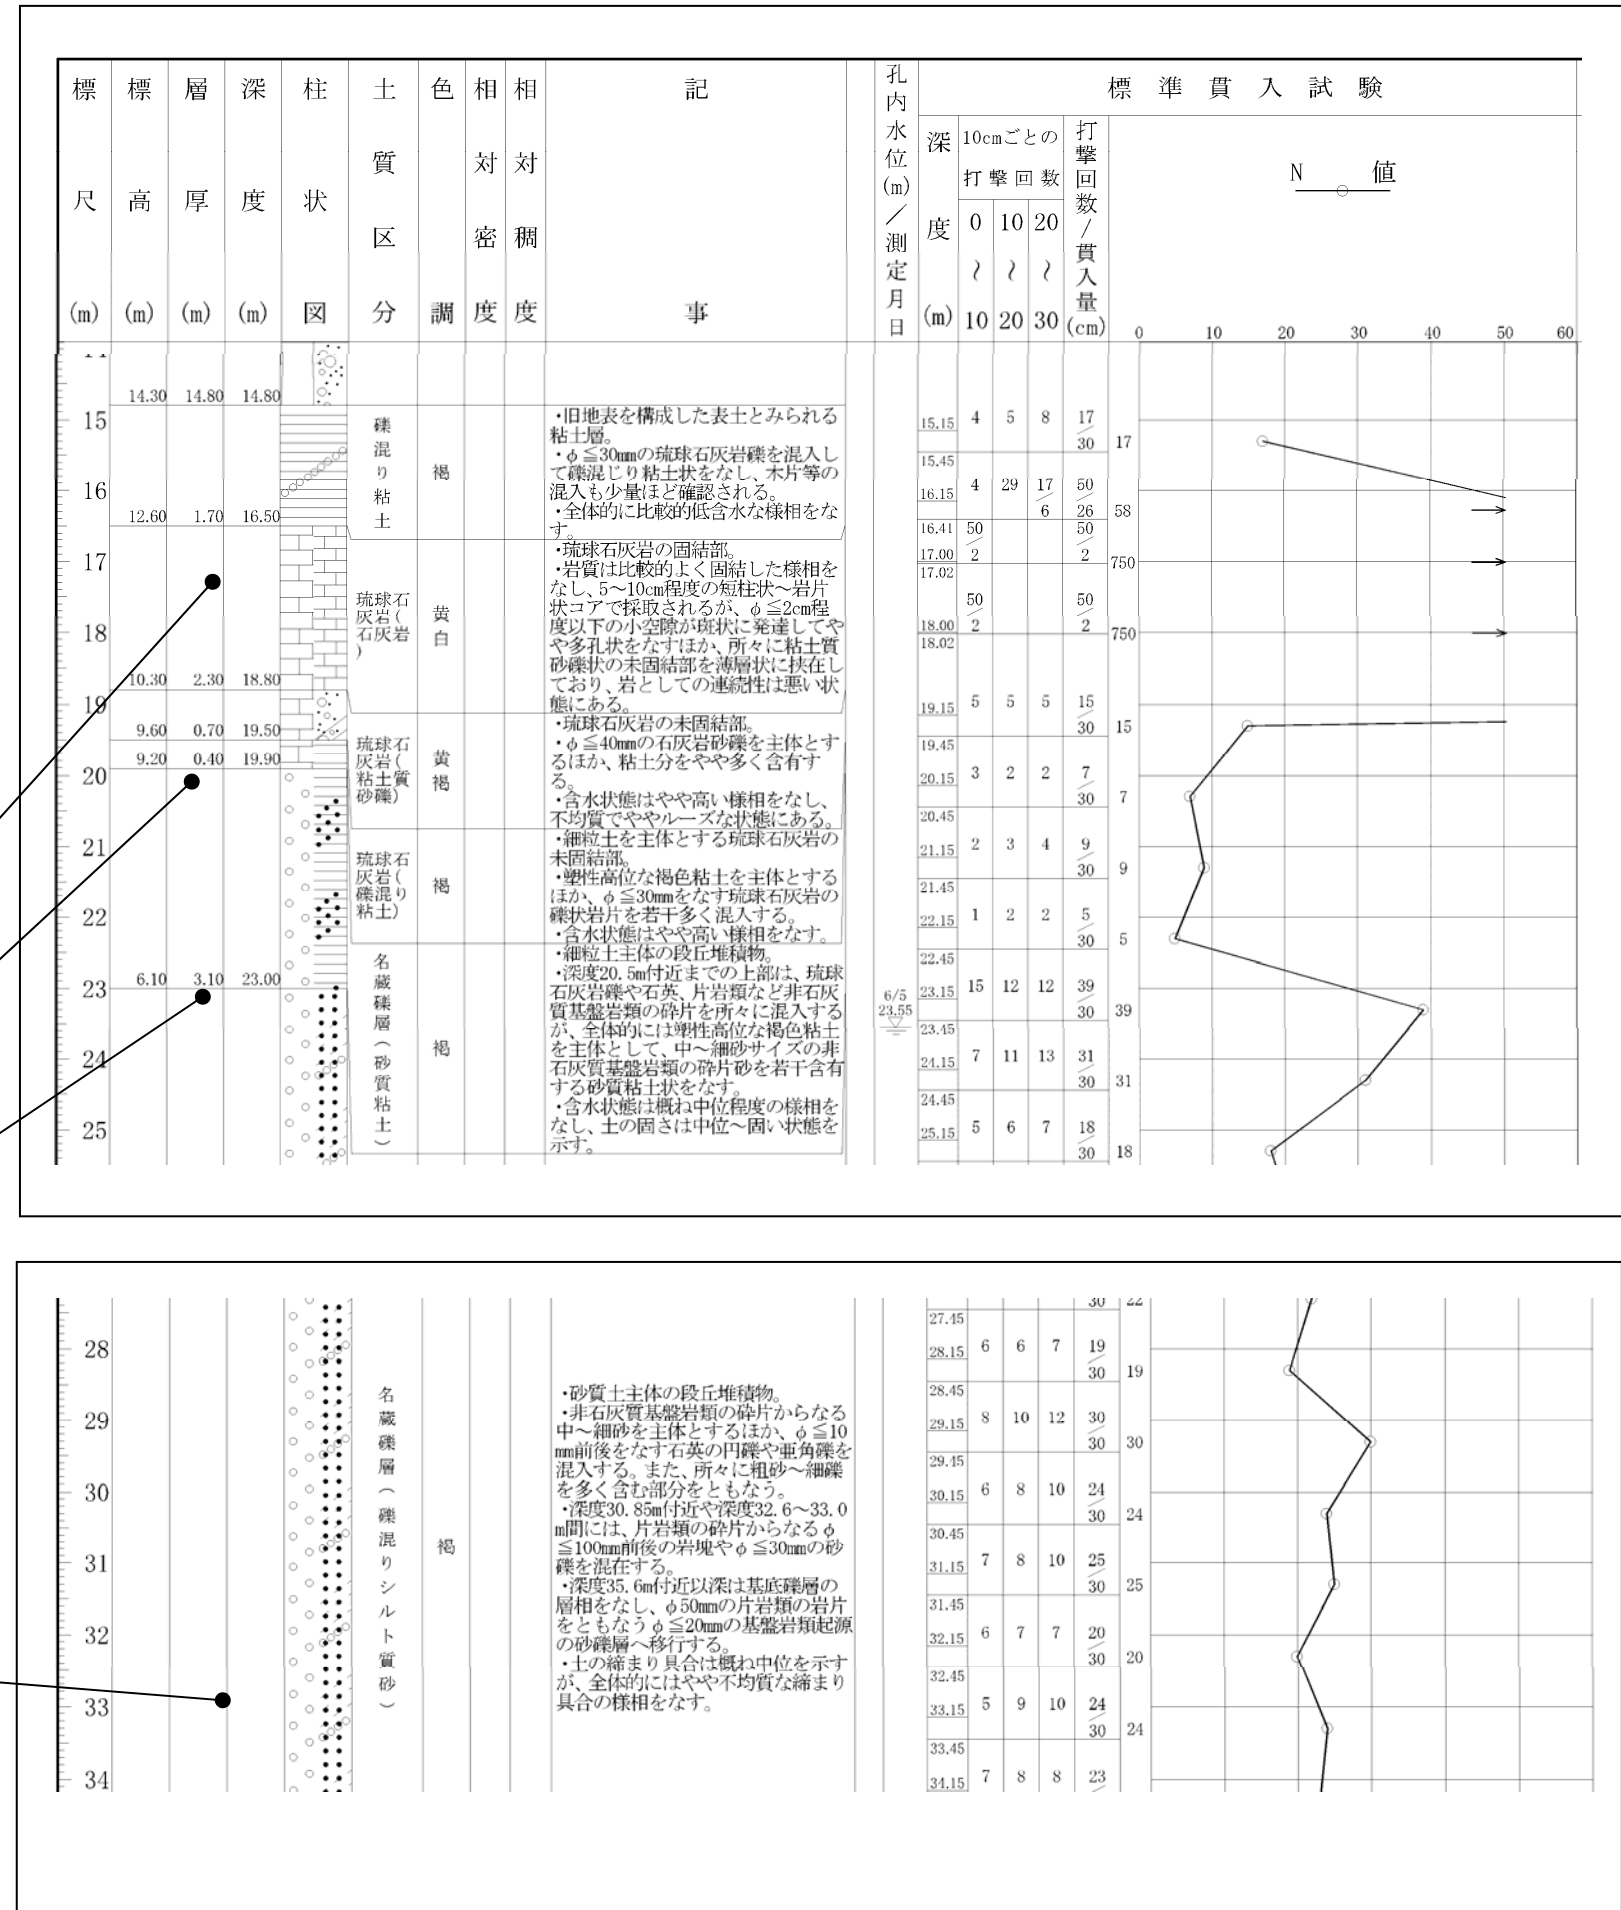 標尺(m)
標高(m)
層厚(m)
深度(m)
柱状図
土質区分
色調
相対密度
相対稠度
記事
孔内水位(m)／測定月日
標準貫入試験
深度(m)
10cmごとの
打撃回数
0 10 20
〜 〜 〜
10 20 30
打撃回数/貫入量(cm)
N 値
0 10 20 30 40 50 60
14.30 14.80 14.80
15
16
12.60 1.70 16.50
17
18
10.30 2.30 18.80
19
9.60 0.70 19.50
9.20 0.40 19.90
20
21
22
6.10 3.10 23.00
23
24
25
礫混り粘土
褐
・旧地表を構成した表土とみられる
粘土層。
・φ≦30mmの琉球石灰岩礫を混入し
て礫混じり粘土状をなし、木片等の
混入も少量ほど確認される。
・全体的に比較的低含水な様相をな
す。
琉球石
灰岩(
石灰岩
)
黄白
・琉球石灰岩の固結部。
・岩質は比較的よく固結した様相を
なし、5〜10cm程度の短柱状〜岩片
状コアで採取されるが、φ≦2cm程
度以下の小空隙が斑状に発達してや
や多孔状をなすほか、所々に粘土質
砂礫状の未固結部を薄層状に挟在し
ており、岩としての連続性は悪い状
態にある。
琉球石
灰岩(
粘土質
砂礫)
黄褐
・琉球石灰岩の未固結部。
・φ≦40mmの石灰岩砂礫を主体とす
るほか、粘土分をやや多く含有す
る。
・含水状態はやや高い様相をなし、
不均質でややルーズな状態にある。
琉球石
灰岩(
礫混り
粘土)
褐
・細粒土を主体とする琉球石灰岩の
未固結部。
・塑性高位な褐色粘土を主体とする
ほか、φ≦30mmをなす琉球石灰岩の
礫状岩片を若干多く混入する。
・含水状態はやや高い様相をなす。
名蔵礫層(砂質粘土)
褐
・細粒土主体の段丘堆積物。
・深度20.5m付近までの上部は、琉球
石灰岩礫や石英、片岩類など非石灰
質基盤岩類の砕片を所々に混入する
が、全体的には塑性高位な褐色粘土
を主体として、中〜細砂サイズの非
石灰質基盤岩類の砕片砂を若干含有
する砂質粘土状をなす。
・含水状態は概ね中位程度の様相を
なし、土の固さは中位〜固い状態を
示す。
6/5
23.55
15.15 4 5 8 17/30 17
15.45
16.15 4 29 17/6 50/26 58
16.41
17.00 50/2 50/2 750
17.02
18.00 50/2 50/2 750
18.02
19.15 5 5 5 15/30 15
19.45
20.15 3 2 2 7/30 7
20.45
21.15 2 3 4 9/30 9
21.45
22.15 1 2 2 5/30 5
22.45
23.15 15 12 12 39/30 39
23.45
24.15 7 11 13 31/30 31
24.45
25.15 5 6 7 18/30 18
28
29
30
31
32
33
34
名蔵礫層(礫混りシルト質砂)
褐
・砂質土主体の段丘堆積物。
・非石灰質基盤岩類の砕片からなる
中〜細砂を主体とするほか、φ≦10
mm前後をなす石英の円礫や亜角礫を
混入する。また、所々に粗砂〜細礫
を多く含む部分をともなう。
・深度30.85m付近や深度32.6〜33.0
m間には、片岩類の砕片からなるφ
≦100mm前後の岩塊やφ≦30mmの砂
礫を混在する。
・深度35.6m付近以深は基底礫層の
層相をなし、φ50mmの片岩類の岩片
をともなうφ≦20mmの基盤岩類起源
の砂礫層へ移行する。
・土の締まり具合は概ね中位を示す
が、全体的にはやや不均質な締まり
具合の様相をなす。
30 22
27.45
28.15 6 6 7 19/30 19
28.45
29.15 8 10 12 30/30 30
29.45
30.15 6 8 10 24/30 24
30.45
31.15 7 8 10 25/30 25
31.45
32.15 6 7 7 20/30 20
32.45
33.15 5 9 10 24/30 24
33.45
34.15 7 8 8 23